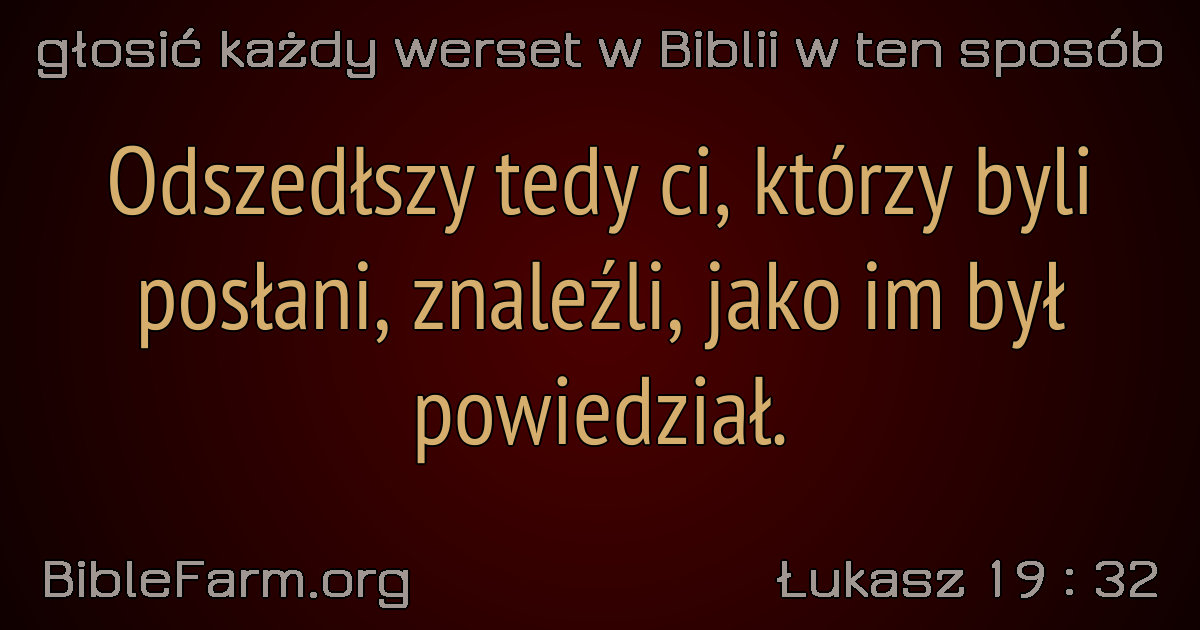 głosić każdy werset w Biblii w ten sposób
Odszedłszy tedy ci, którzy byli
posłani, znaleźli, jako im był
powiedział.
BibleFarm.org
Łukasz 19 : 32